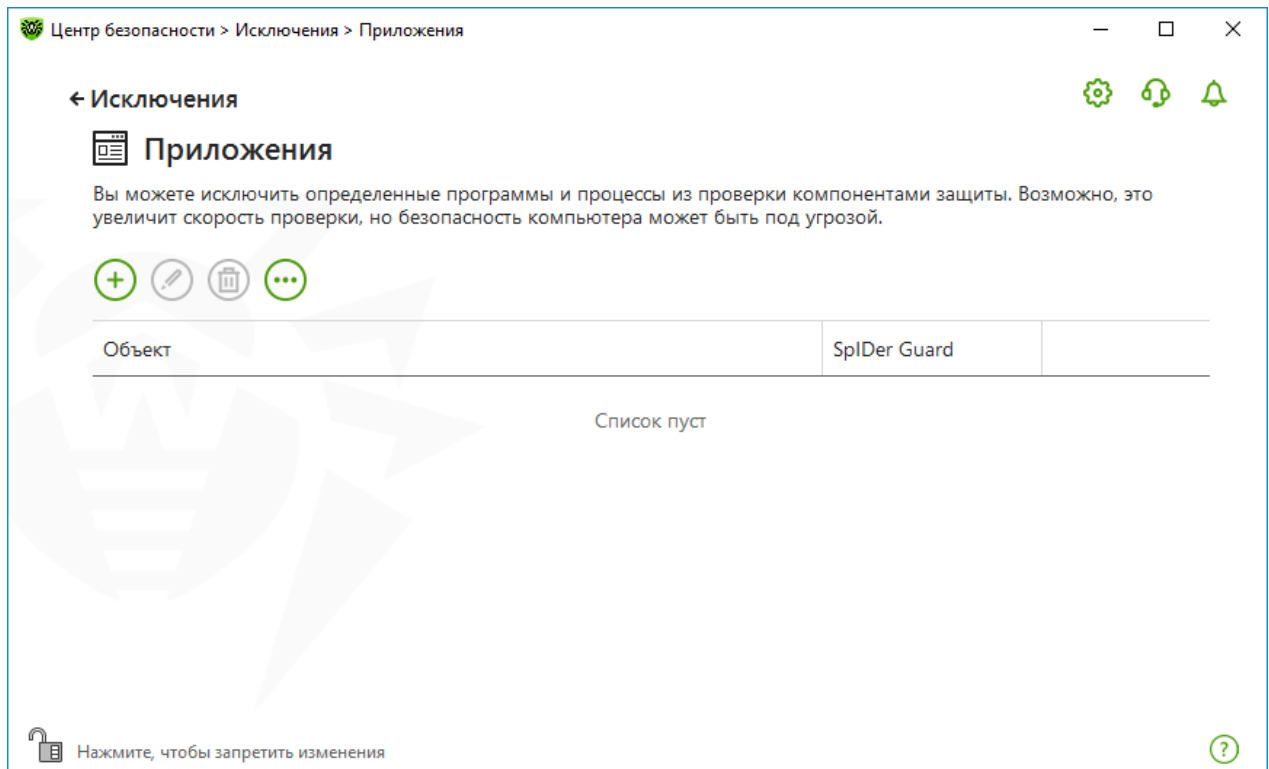 Центр безопасности > Исключения > Приложения
Исключения
Приложения
Вы можете исключить определенные программы и процессы из проверки компонентами защиты. Возможно, это
увеличит скорость проверки, но безопасность компьютера может быть под угрозой.
Объект SpIDer Guard
Список пуст
Нажмите, чтобы запретить изменения
?